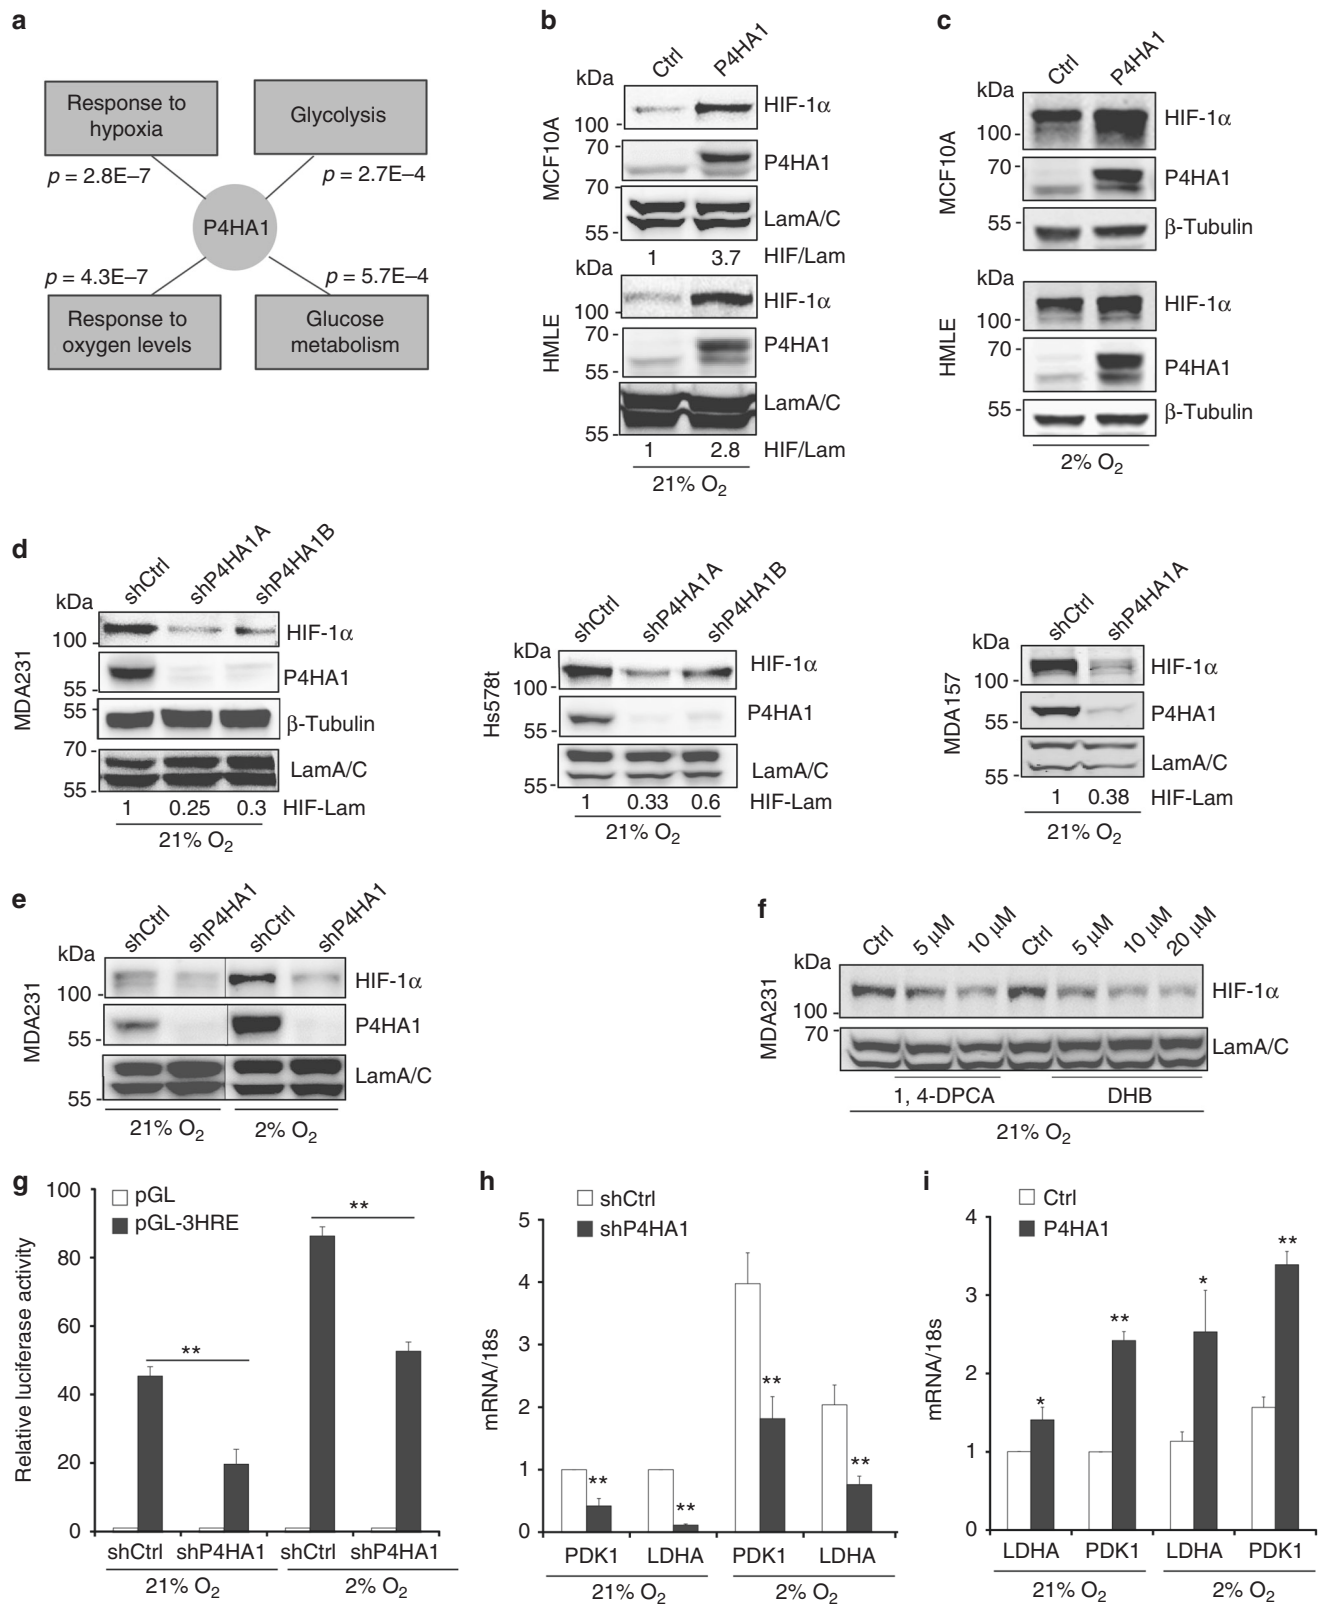 a
Response to
hypoxia
Glycolysis
p = 2.8E–7
p = 2.7E–4
P4HA1
p = 4.3E–7
p = 5.7E–4
Response to
oxygen levels
Glucose
metabolism
b
Ctrl P4HA1
kDa
MCF10A
HIF-1α
100
70
P4HA1
70
LamA/C
55
1 3.7 HIF/Lam
kDa
HMLE
HIF-1α
100
70
P4HA1
55
LamA/C
55
1 2.8 HIF/Lam
21% O2
c
Ctrl P4HA1
kDa
MCF10A
HIF-1α
100
70
P4HA1
55
β-Tubulin
kDa
HMLE
HIF-1α
100
70
P4HA1
55
β-Tubulin
2% O2
d
shCtrl shP4HA1A shP4HA1B
kDa
MDA231
HIF-1α
100
P4HA1
55
55
β-Tubulin
70
LamA/C
55
1 0.25 0.3 HIF-Lam
21% O2
shCtrl shP4HA1A shP4HA1B
kDa
Hs578t
HIF-1α
100
P4HA1
55
LamA/C
55
1 0.33 0.6 HIF-Lam
21% O2
shCtrl shP4HA1A
kDa
MDA157
HIF-1α
100
P4HA1
55
LamA/C
55
1 0.38 HIF-Lam
21% O2
e
shCtrl shP4HA1 shCtrl shP4HA1
kDa
MDA231
HIF-1α
100
P4HA1
55
LamA/C
55
21% O2 2% O2
f
Ctrl 5 μM 10 μM Ctrl 5 μM 10 μM 20 μM
kDa
MDA231
HIF-1α
100
70
LamA/C
1, 4-DPCA DHB
21% O2
g
pGL
pGL-3HRE
Relative luciferase activity
100
80
60
40
20
0
**
**
shCtrl shP4HA1 shCtrl shP4HA1
21% O2 2% O2
h
shCtrl
shP4HA1
mRNA/18s
5
4
3
2
1
0
**
**
**
**
PDK1 LDHA PDK1 LDHA
21% O2 2% O2
i
Ctrl
P4HA1
mRNA/18s
4
3
2
1
0
*
**
*
**
LDHA PDK1 LDHA PDK1
21% O2 2% O2